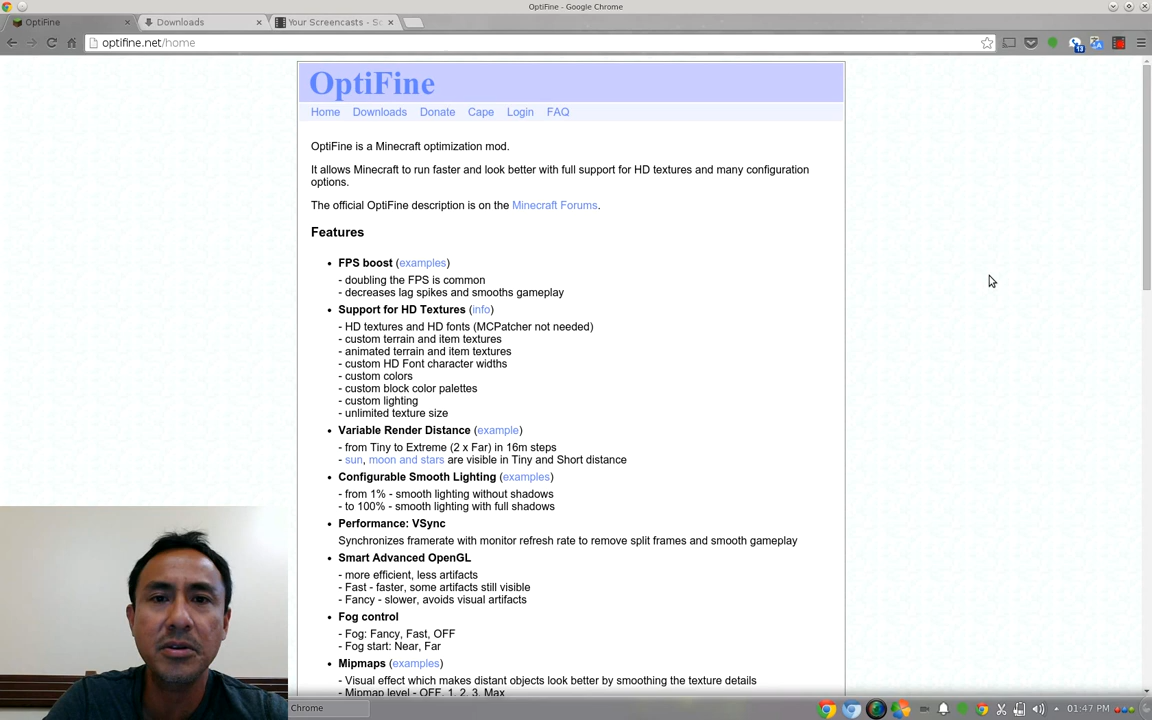 OptiFine - Google Chrome
OptiFine
Downloads
Your Screencasts - Sc
optifine.net/home
13
OptiFine
Home Downloads Donate Cape Login FAQ
OptiFine is a Minecraft optimization mod.
It allows Minecraft to run faster and look better with full support for HD textures and many configuration
options.
The official OptiFine description is on the Minecraft Forums.
Features
• FPS boost (examples)
- doubling the FPS is common
- decreases lag spikes and smooths gameplay
• Support for HD Textures (info)
- HD textures and HD fonts (MCPatcher not needed)
- custom terrain and item textures
- animated terrain and item textures
- custom HD Font character widths
- custom colors
- custom block color palettes
- custom lighting
- unlimited texture size
• Variable Render Distance (example)
- from Tiny to Extreme (2 x Far) in 16m steps
- sun, moon and stars are visible in Tiny and Short distance
• Configurable Smooth Lighting (examples)
- from 1% - smooth lighting without shadows
- to 100% - smooth lighting with full shadows
• Performance: VSync
Synchronizes framerate with monitor refresh rate to remove split frames and smooth gameplay
• Smart Advanced OpenGL
- more efficient, less artifacts
- Fast - faster, some artifacts still visible
- Fancy - slower, avoids visual artifacts
• Fog control
- Fog: Fancy, Fast, OFF
- Fog start: Near, Far
• Mipmaps (examples)
- Visual effect which makes distant objects look better by smoothing the texture details
- Mipmap level - OFF, 1, 2, 3, Max
Chrome
01:47 PM